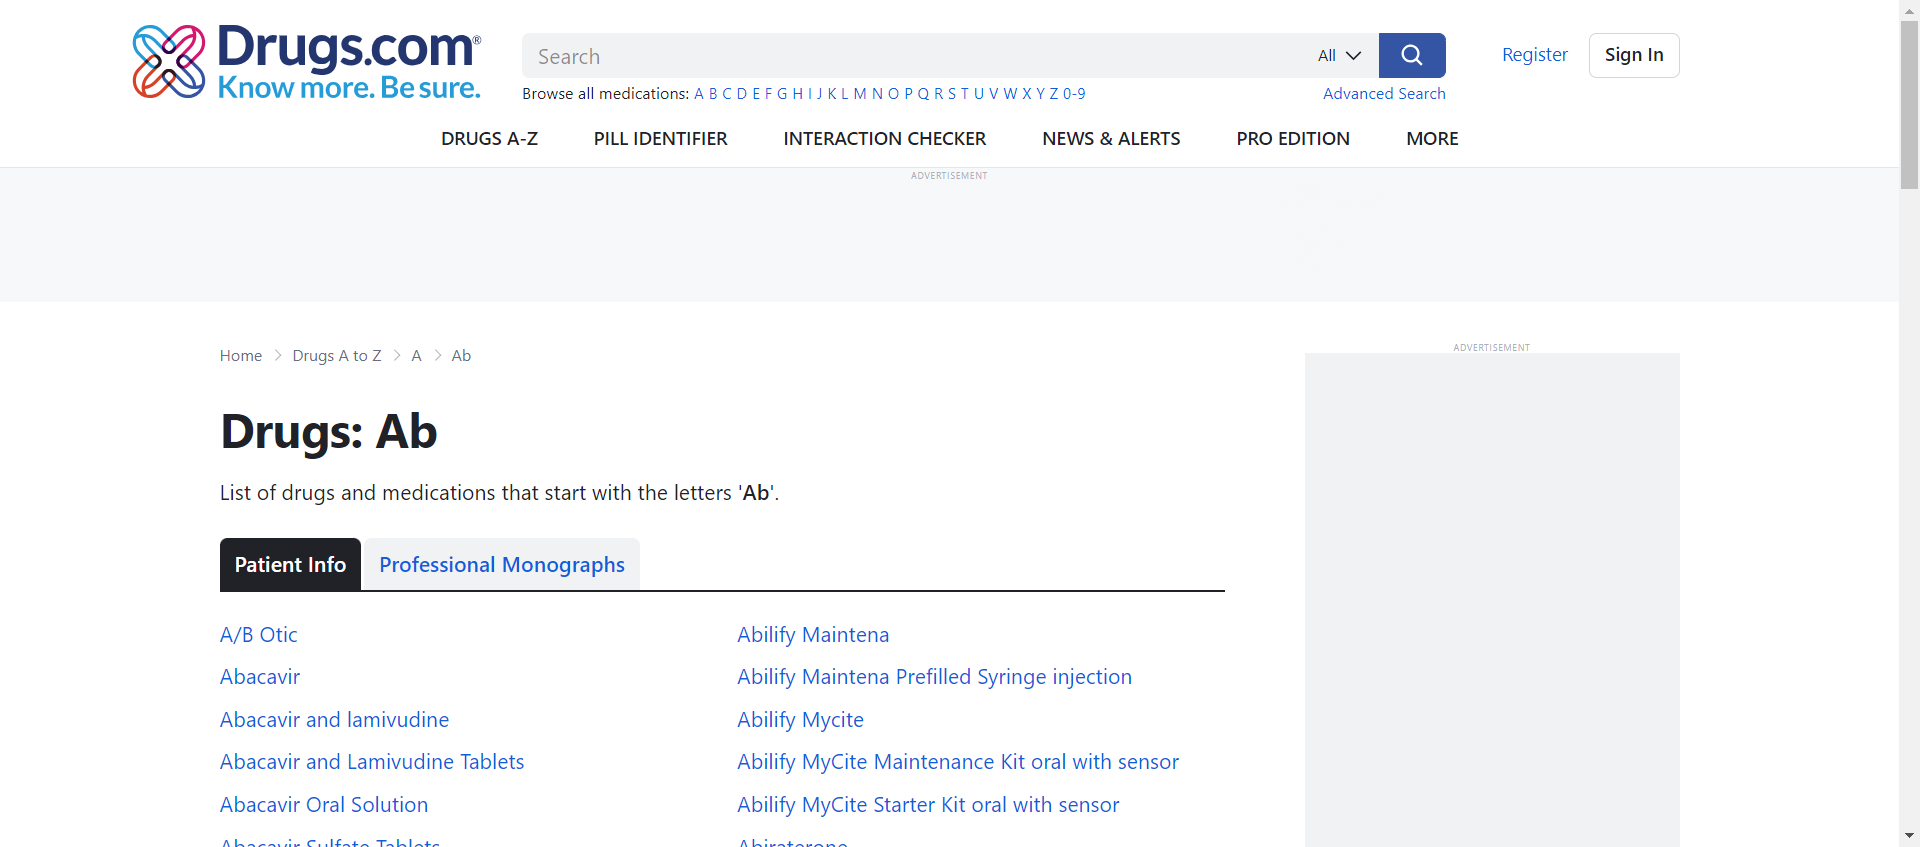 Drugs.com®
Know more. Be sure.
Search
All
Register
Sign In
Browse all medications: A B C D E F G H I J K L M N O P Q R S T U V W X Y Z 0-9
Advanced Search
DRUGS A-Z PILL IDENTIFIER INTERACTION CHECKER NEWS & ALERTS PRO EDITION MORE
ADVERTISEMENT
Home > Drugs A to Z > A > Ab
ADVERTISEMENT
Drugs: Ab
List of drugs and medications that start with the letters 'Ab'.
Patient Info
Professional Monographs
A/B Otic
Abacavir
Abacavir and lamivudine
Abacavir and Lamivudine Tablets
Abacavir Oral Solution
Abacavir Sulfate Tablets
Abilify Maintena
Abilify Maintena Prefilled Syringe injection
Abilify Mycite
Abilify MyCite Maintenance Kit oral with sensor
Abilify MyCite Starter Kit oral with sensor
Abiraterone